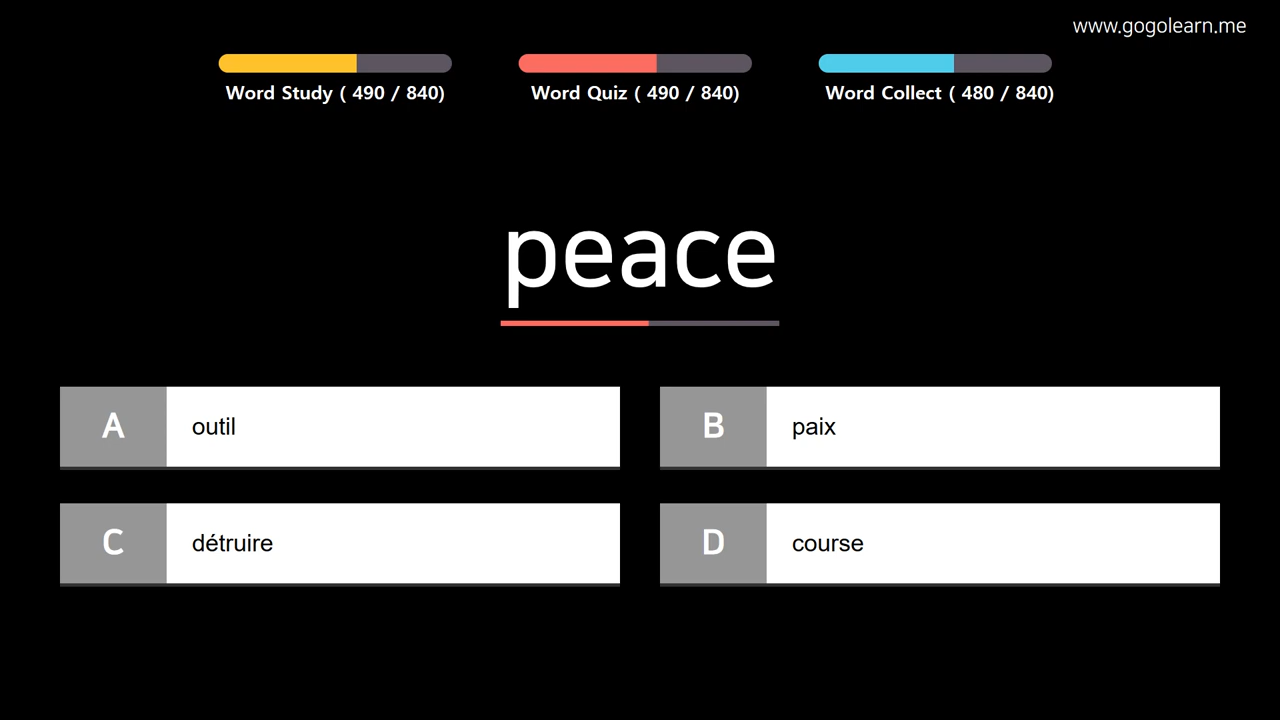 www.gogolearn.me
Word Study ( 490 / 840)
Word Quiz ( 490 / 840)
Word Collect ( 480 / 840)
peace
A outil
B paix
C détruire
D course